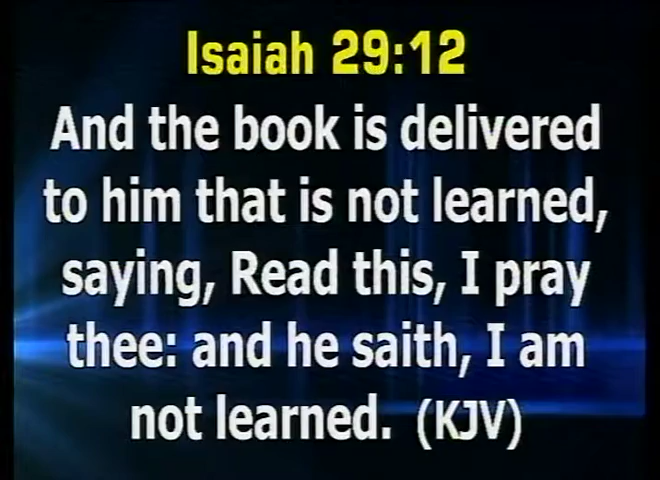 Isaiah 29:12
And the book is delivered
to him that is not learned,
saying, Read this, I pray
thee: and he saith, I am
not learned. (KJV)